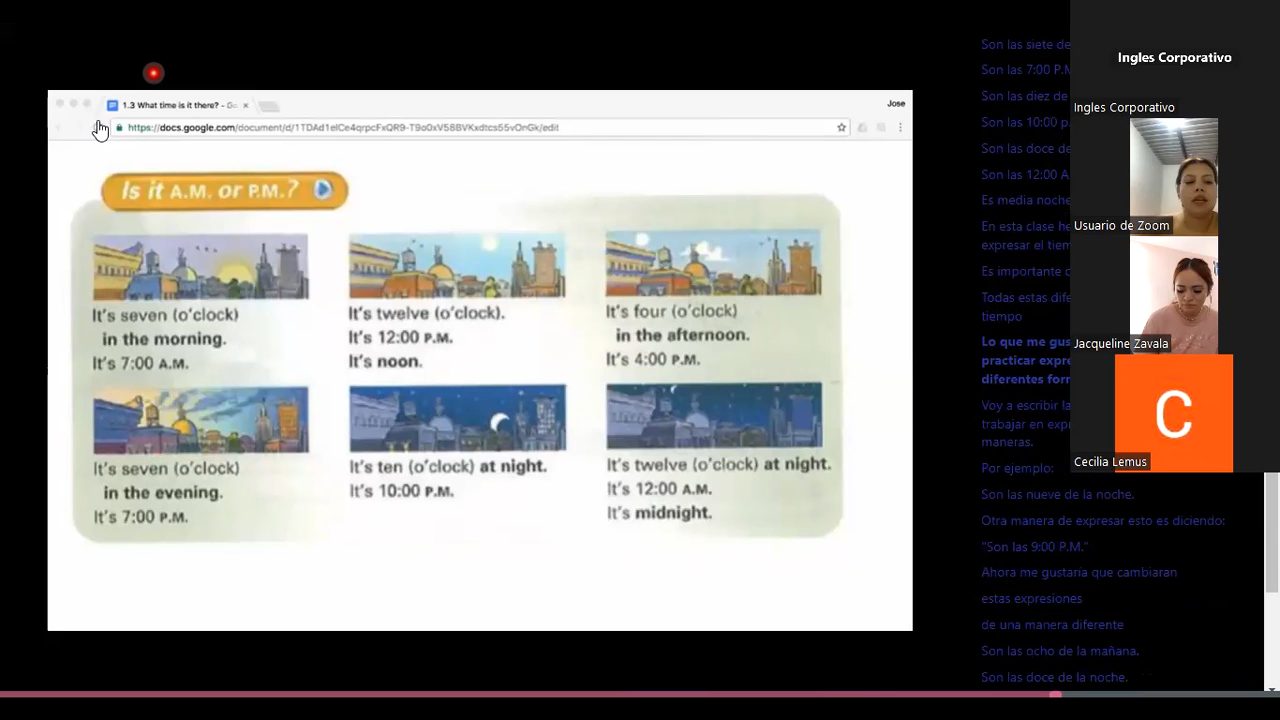 1.3 What time is it there? - Go
Jose
https://docs.google.com/document/d/1TDAd1elCe4qrpcFxQR9-T9o0xV58BVKxdtcs55vOnGk/edit
Is it A.M. or P.M.?
It's seven (o'clock)
in the morning.
It's 7:00 A.M.
It's twelve (o'clock).
It's 12:00 P.M.
It's noon.
It's four (o'clock)
in the afternoon.
It's 4:00 P.M.
It's seven (o'clock)
in the evening.
It's 7:00 P.M.
It's ten (o'clock) at night.
It's 10:00 P.M.
It's twelve (o'clock) at night.
It's 12:00 A.M.
It's midnight.
Son las siete de
Son las 7:00 P.M
Son las diez de
Son las 10:00 p.
Son las doce de
Son las 12:00 A
Es media noche
En esta clase he
expresar el tiem
Es importante
Todas estas dife
tiempo
Lo que me gus
practicar expre
diferentes forn
Voy a escribir la
trabajar en exp
maneras.
Por ejemplo:
Son las nueve de la noche.
Otra manera de expresar esto es diciendo:
"Son las 9:00 P.M."
Ahora me gustaría que cambiaran
estas expresiones
de una manera diferente
Son las ocho de la mañana.
Son las doce de la noche.
Ingles Corporativo
Ingles Corporativo
Usuario de Zoom
Jacqueline Zavala
C
Cecilia Lemus